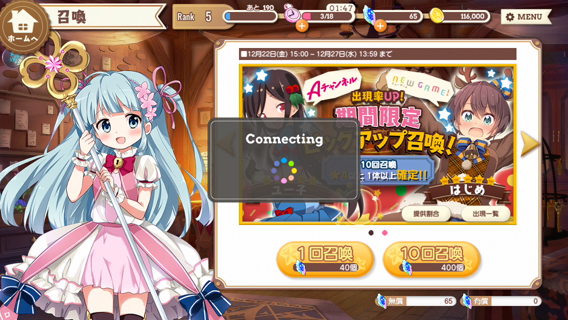 召喚
ホームへ
Rank 5
あと 190
01:47
3/18
65
116,000
MENU
■12月22日(金) 15:00 ~ 12月27日(水) 13:59 まで
Aチャンネル
NEW GAME!
出現率UP!
期間限定
クアップ召喚!
Connecting
10回召喚
1体以上確定!!
ユー子
はじめ
提供割合
出現一覧
1回召喚
40個
10回召喚
400個
無償 65
有償 0